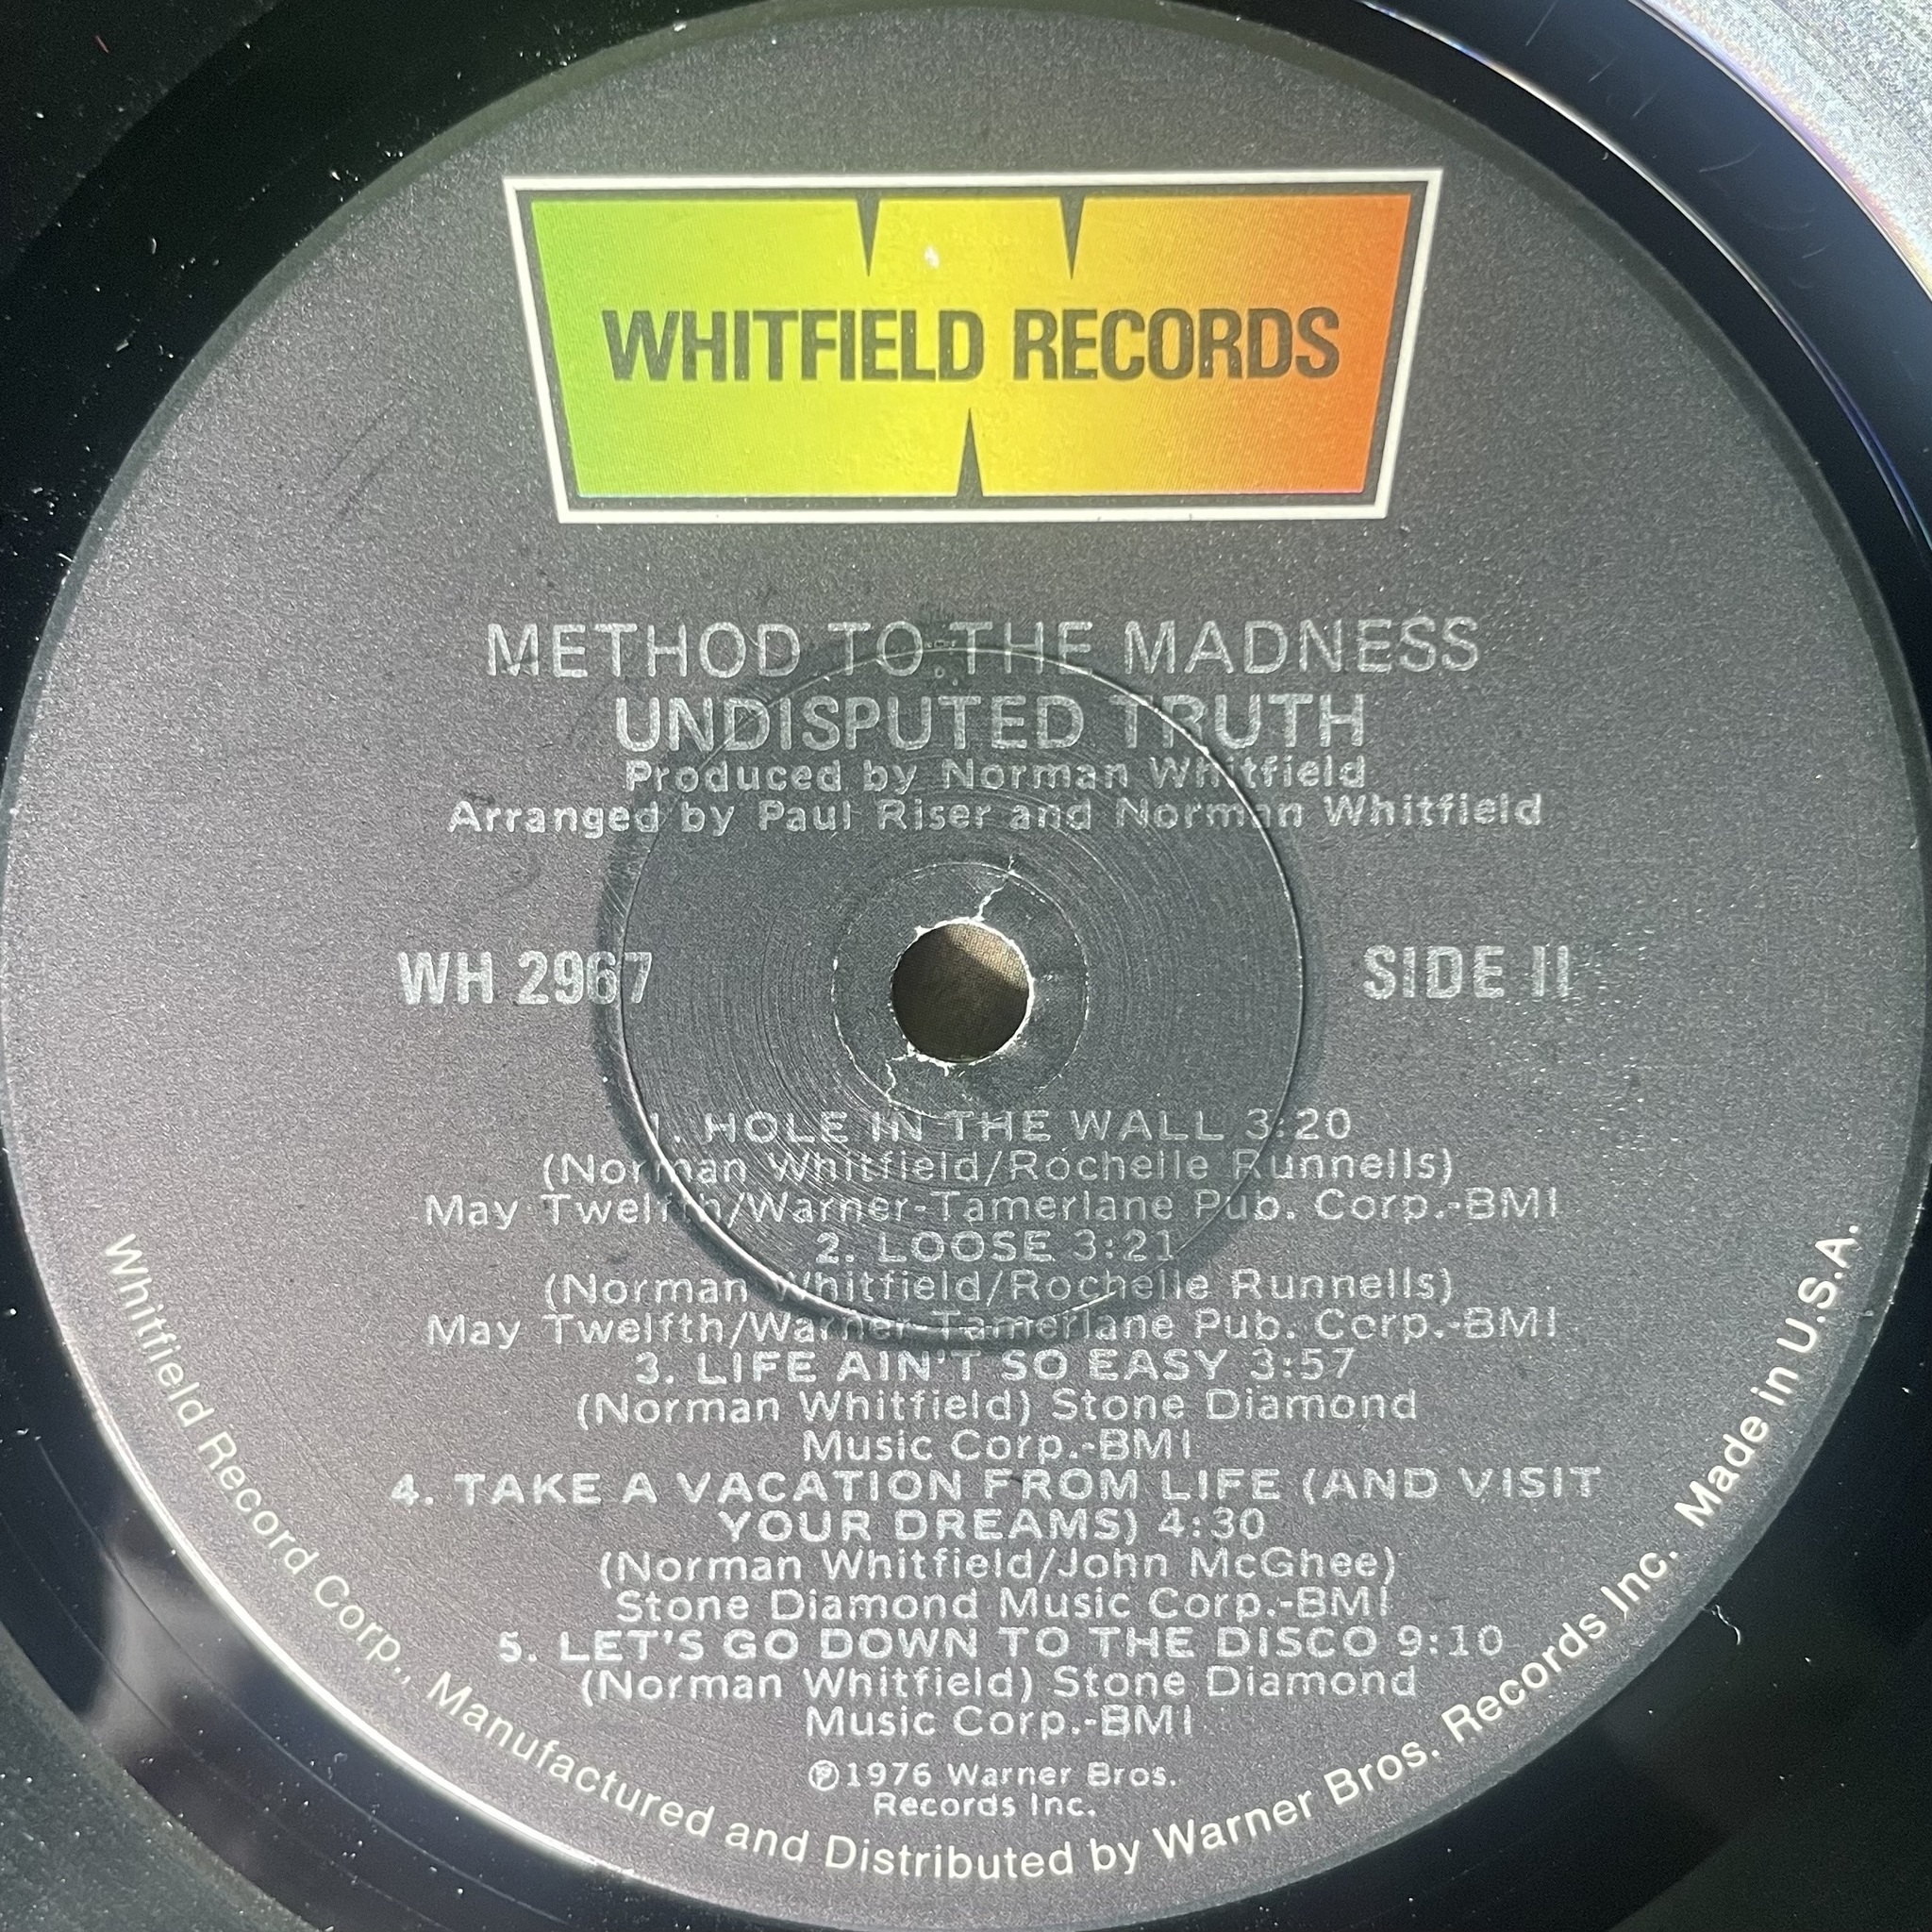 WHITFIELD RECORDS
METHOD TO THE MADNESS
UNDISPUTED TRUTH
Produced by Norman Whitfield
Arranged by Paul Riser and Norman Whitfield
WH 2967
SIDE II
1. HOLE IN THE WALL 3:20
(Norman Whitfield/Rochelle Runnells)
May Twelfth/Warner-Tamerlane Pub. Corp.-BMI
2. LOOSE 3:21
(Norman Whitfield/Rochelle Runnells)
May Twelfth/Warner-Tamerlane Pub. Corp.-BMI
3. LIFE AIN'T SO EASY 3:57
(Norman Whitfield) Stone Diamond
Music Corp.-BMI
4. TAKE A VACATION FROM LIFE (AND VISIT
YOUR DREAMS) 4:30
(Norman Whitfield/John McGhee)
Stone Diamond Music Corp.-BMI
5. LET'S GO DOWN TO THE DISCO 9:10
(Norman Whitfield) Stone Diamond
Music Corp.-BMI
℗1976 Warner Bros.
Records Inc.
Whitfield Record Corp., Manufactured and Distributed by Warner Bros. Records Inc. Made in U.S.A.